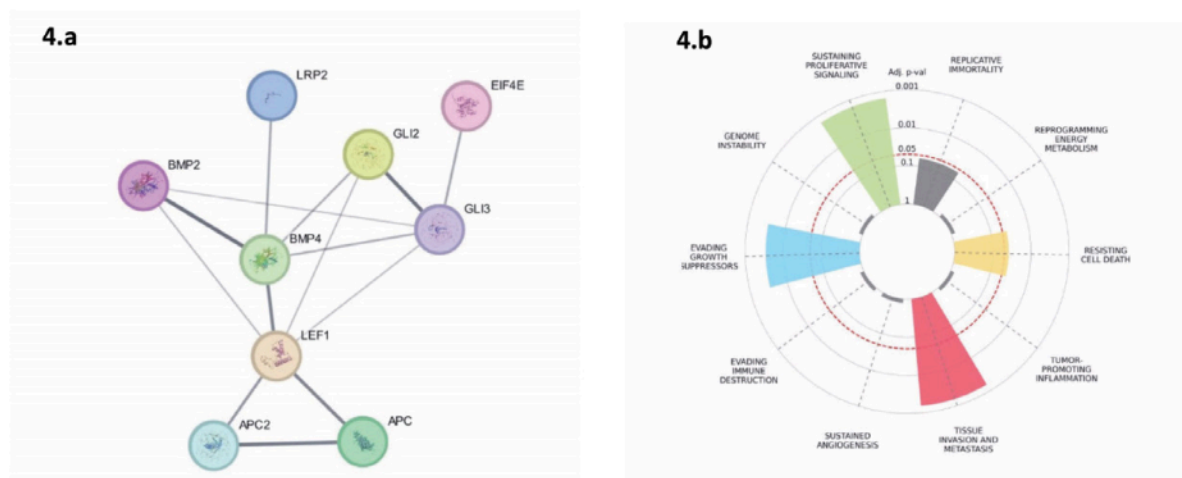 4.a
LRP2
EIF4E
GLI2
BMP2
GLI3
BMP4
LEF1
APC2
APC
4.b
SUSTAINING
PROLIFERATIVE
SIGNALING
Adj. p-val
0.001
0.01
0.05
0.1
1
REPLICATIVE
IMMORTALITY
REPROGRAMMING
ENERGY
METABOLISM
RESISTING
CELL DEATH
TUMOR-
PROMOTING
INFLAMMATION
TISSUE
INVASION AND
METASTASIS
SUSTAINED
ANGIOGENESIS
EVADING
IMMUNE
DESTRUCTION
EVADING
GROWTH
UPPRESSORS
GENOME
INSTABILITY